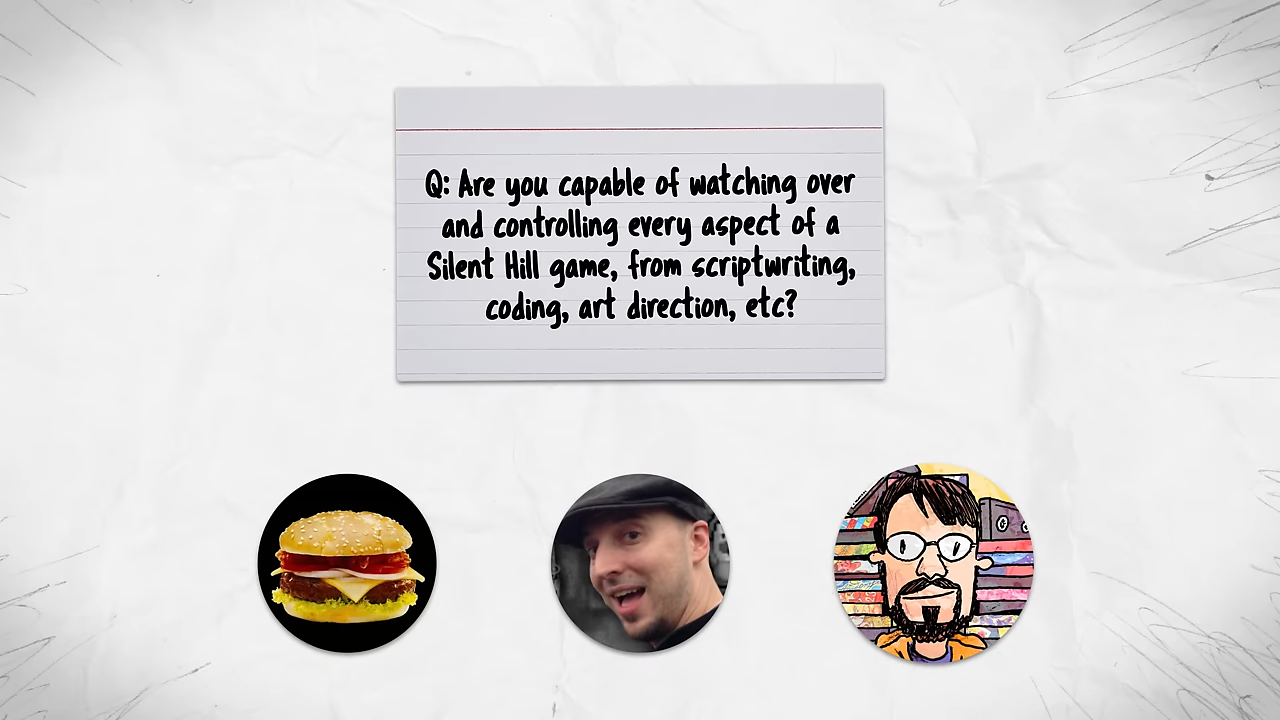 Q: Are you capable of watching over
and controlling every aspect of a
Silent Hill game, from scriptwriting,
coding, art direction, etc?